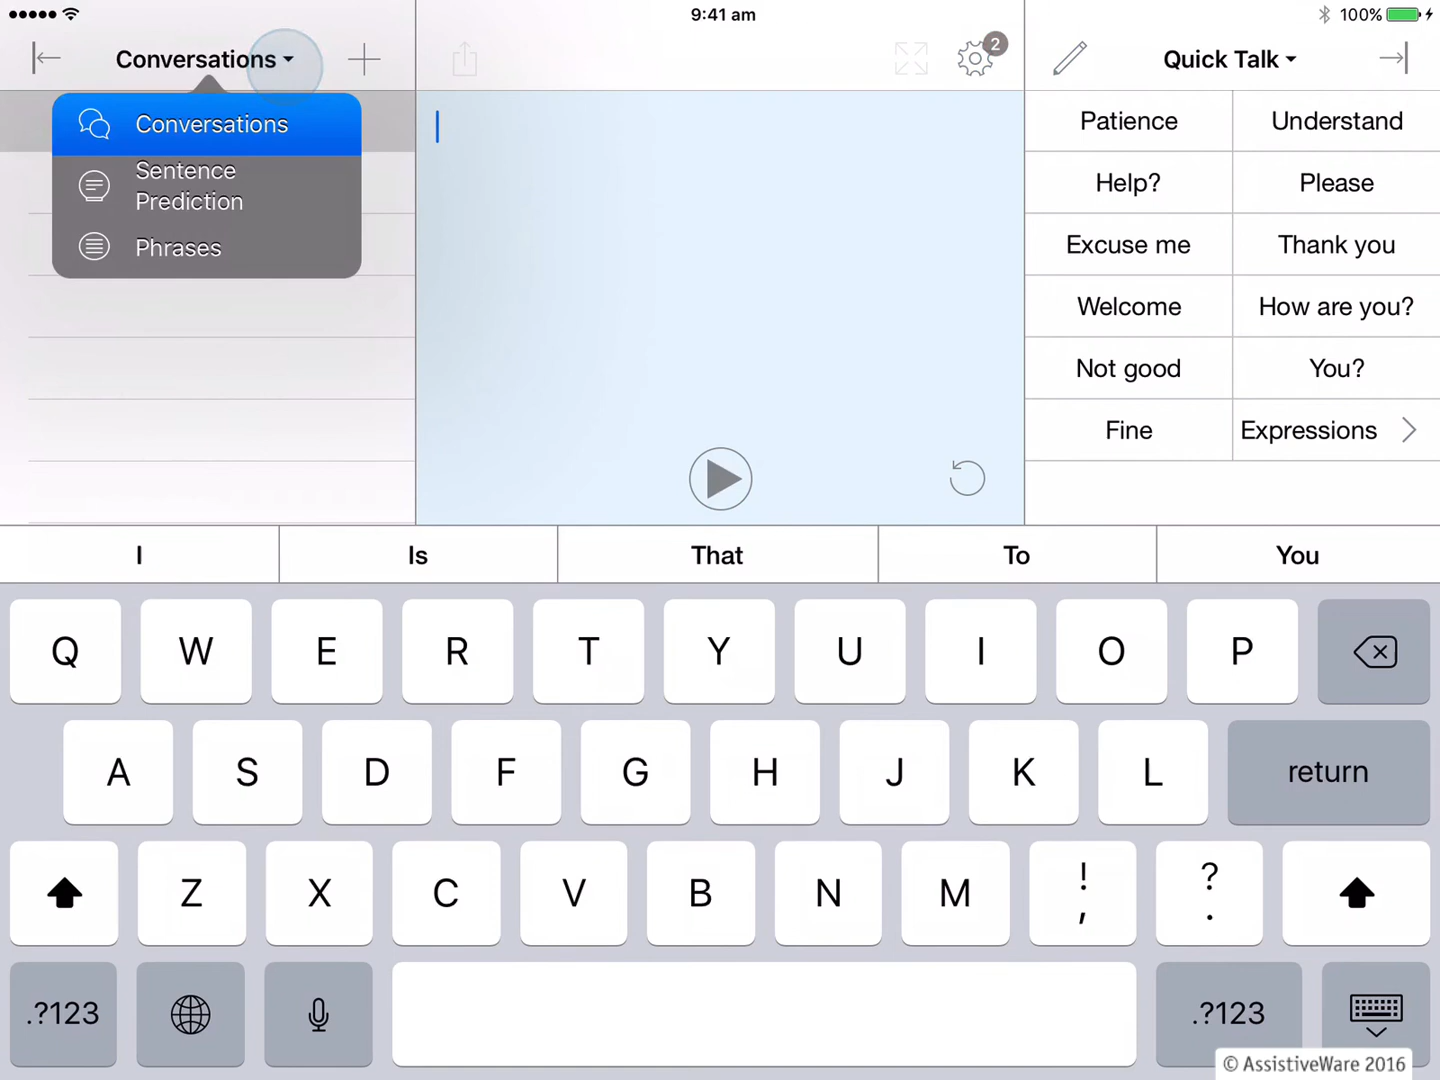 9:41 am
100%
Conversations
2
Quick Talk
Conversations
Sentence
Prediction
Phrases
Patience Understand
Help? Please
Excuse me Thank you
Welcome How are you?
Not good You?
Fine Expressions
I Is That To You
Q W E R T Y U I O P
A S D F G H J K L return
Z X C V B N M ! , ? .
.?123 .?123
© AssistiveWare 2016